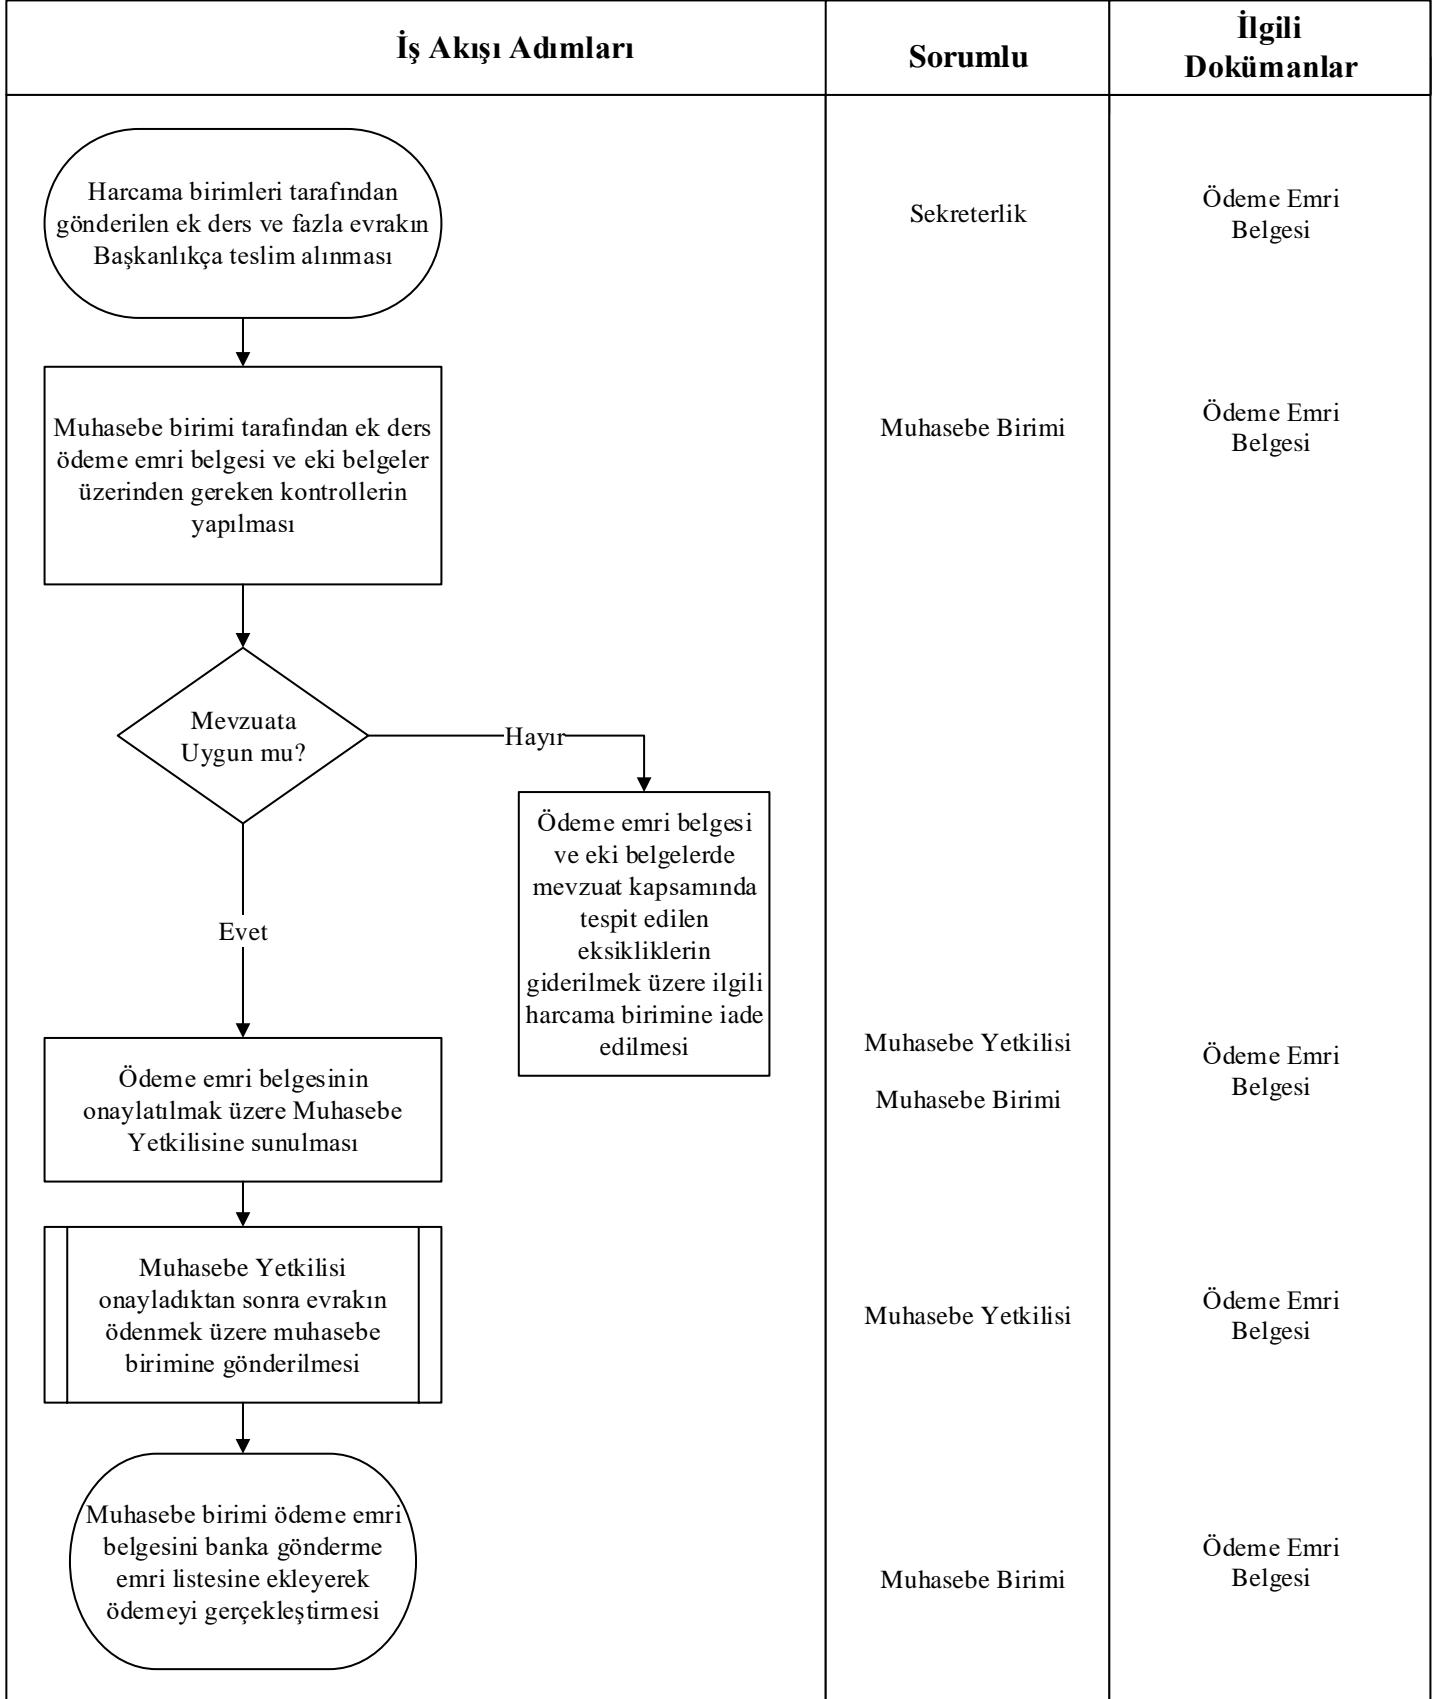 İş Akışı Adımları
Sorumlu
İlgili
Dokümanlar
Harcama birimleri tarafından
gönderilen ek ders ve fazla evrakın
Başkanlıkça teslim alınması
Sekreterlik
Ödeme Emri
Belgesi
Muhasebe birimi tarafından ek ders
ödeme emri belgesi ve eki belgeler
üzerinden gereken kontrollerin
yapılması
Muhasebe Birimi
Ödeme Emri
Belgesi
Mevzuata
Uygun mu?
Hayır
Ödeme emri belgesi
ve eki belgelerde
mevzuat kapsamında
tespit edilen
eksikliklerin
giderilmek üzere ilgili
harcama birimine iade
edilmesi
Evet
Ödeme emri belgesinin
onaylatılmak üzere Muhasebe
Yetkilisine sunulması
Muhasebe Yetkilisi
Muhasebe Birimi
Ödeme Emri
Belgesi
Muhasebe Yetkilisi
onayladıktan sonra evrakın
ödenmek üzere muhasebe
birimine gönderilmesi
Muhasebe Yetkilisi
Ödeme Emri
Belgesi
Muhasebe birimi ödeme emri
belgesini banka gönderme
emri listesine ekleyerek
ödemeyi gerçekleştirmesi
Muhasebe Birimi
Ödeme Emri
Belgesi